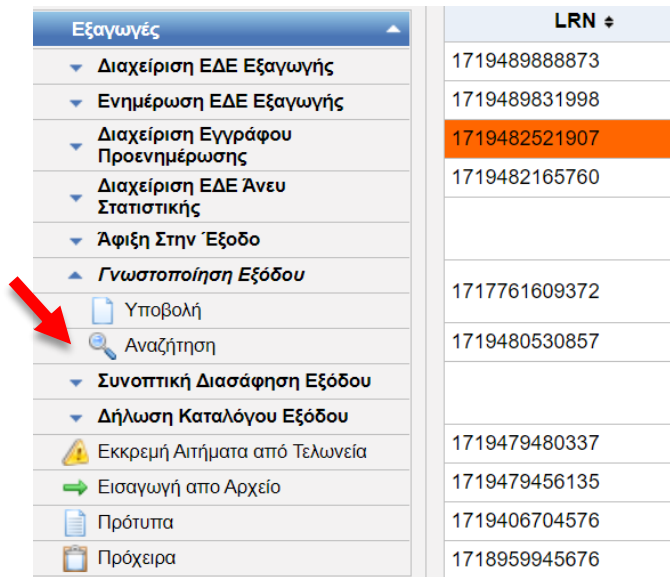 Εξαγωγές
Διαχείριση ΕΔΕ Εξαγωγής
Ενημέρωση ΕΔΕ Εξαγωγής
Διαχείριση Εγγράφου
Προενημέρωσης
Διαχείριση ΕΔΕ Άνευ
Στατιστικής
Άφιξη Στην Έξοδο
Γνωστοποίηση Εξόδου
Υποβολή
Αναζήτηση
Συνοπτική Διασάφηση Εξόδου
Δήλωση Καταλόγου Εξόδου
Εκκρεμή Αιτήματα από Τελωνεία
Εισαγωγή απο Αρχείο
Πρότυπα
Πρόχειρα
LRN
1719489888873
1719489831998
1719482521907
1719482165760
1717761609372
1719480530857
1719479480337
1719479456135
1719406704576
1718959945676